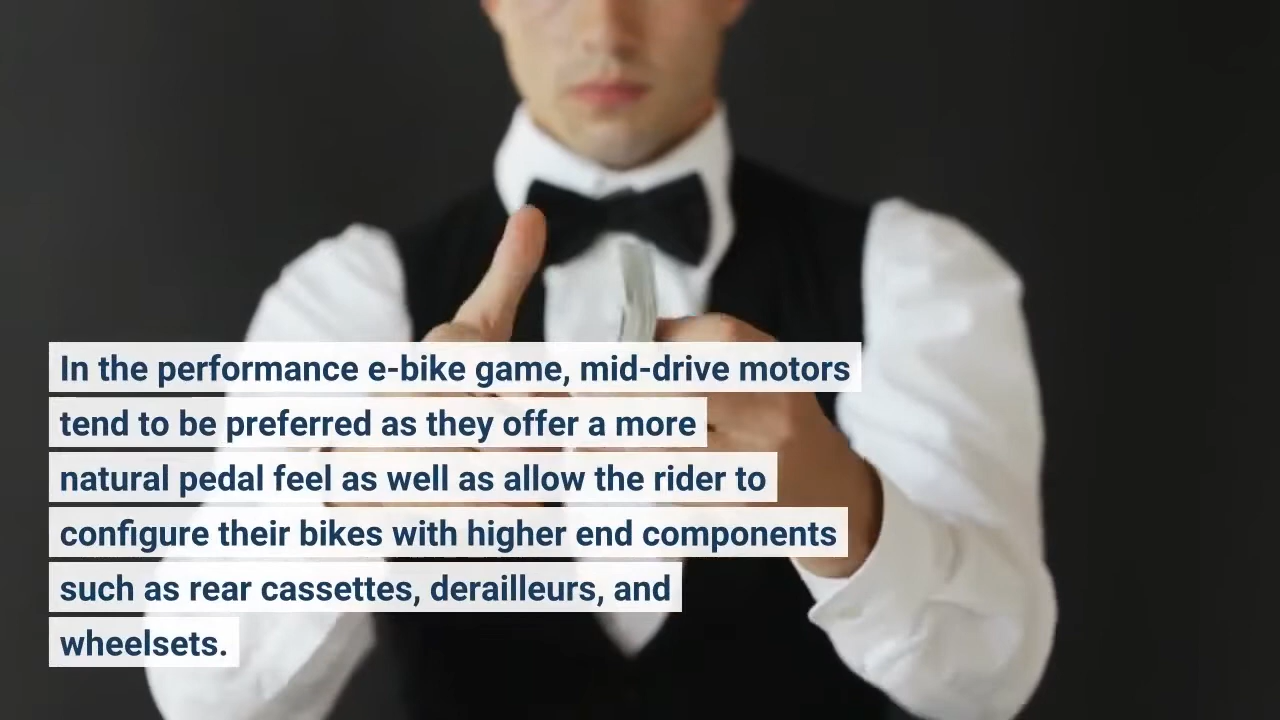 In the performance e-bike game, mid-drive motors
tend to be preferred as they offer a more
natural pedal feel as well as allow the rider to
configure their bikes with higher end components
such as rear cassettes, derailleurs, and
wheelsets.